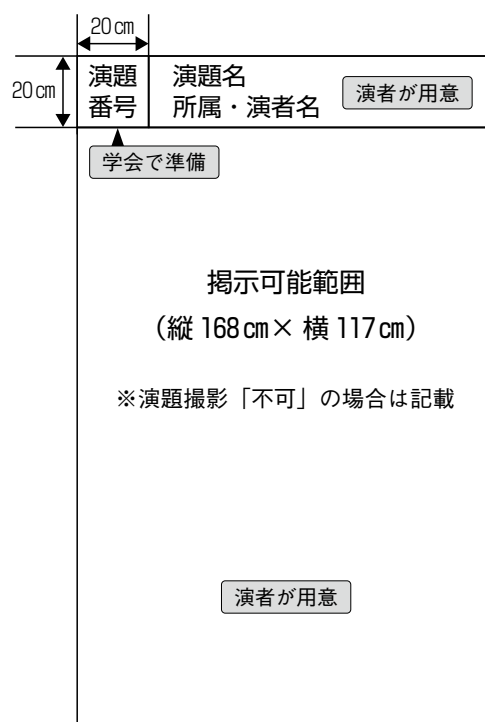 20cm
20cm
演題
番号
演題名
所属・演者名
演者が用意
学会で準備
掲示可能範囲
（縦 168cm× 横 117cm）
※演題撮影「不可」の場合は記載
演者が用意